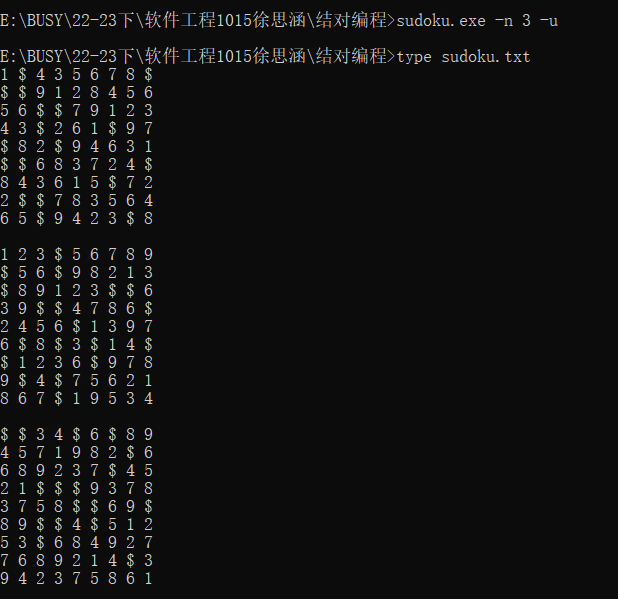 E:\BUSY\22-23下\软件工程1015徐思涵\结对编程>sudoku.exe -n 3 -u
E:\BUSY\22-23下\软件工程1015徐思涵\结对编程>type sudoku.txt
1 $ 4 3 5 6 7 8 $
$ $ 9 1 2 8 4 5 6
5 6 $ $ 7 9 1 2 3
4 3 $ 2 6 1 $ 9 7
$ 8 2 $ 9 4 6 3 1
$ $ 6 8 3 7 2 4 $
8 4 3 6 1 5 $ 7 2
2 $ $ 7 8 3 5 6 4
6 5 $ 9 4 2 3 $ 8
1 2 3 $ 5 6 7 8 9
$ 5 6 $ 9 8 2 1 3
$ 8 9 1 2 3 $ $ 6
3 9 $ $ 4 7 8 6 $
2 4 5 6 $ 1 3 9 7
6 $ 8 $ 3 $ 1 4 $
$ 1 2 3 6 $ 9 7 8
9 $ 4 $ 7 5 6 2 1
8 6 7 $ 1 9 5 3 4
$ $ 3 4 $ 6 $ 8 9
4 5 7 1 9 8 2 $ 6
6 8 9 2 3 7 $ 4 5
2 1 $ $ $ 9 3 7 8
3 7 5 8 $ $ 6 9 $
8 9 $ $ 4 $ 5 1 2
5 3 $ 6 8 4 9 2 7
7 6 8 9 2 1 4 $ 3
9 4 2 3 7 5 8 6 1